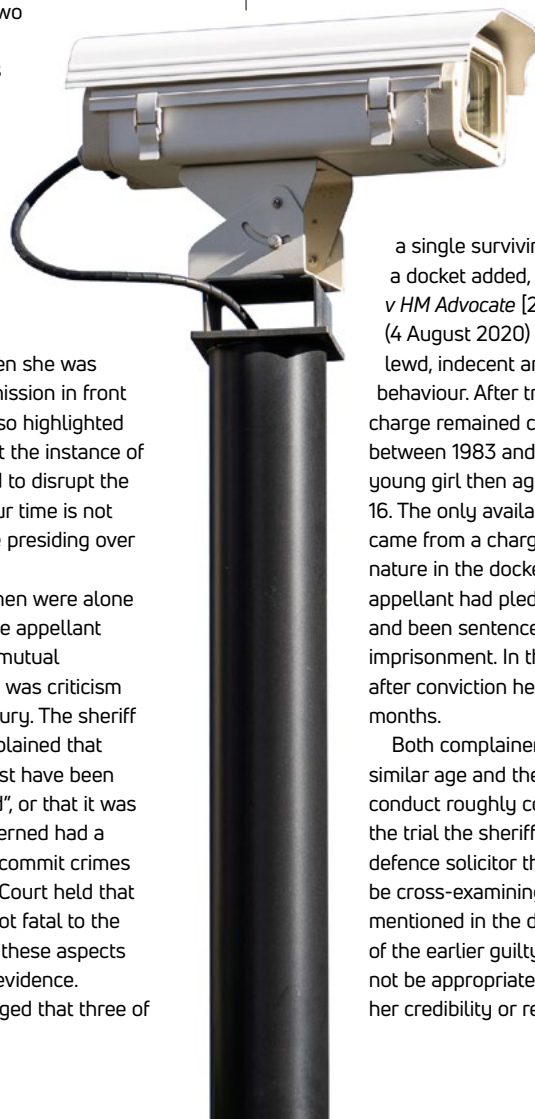 wo
s
en she was
nission in front
so highlighted
t the instance of
d to disrupt the
ur time is not
e presiding over
nen were alone
e appellant
mutual
was criticism
ury. The sheriff
plained that
st have been
d”, or that it was
erned had a
commit crimes
Court held that
ot fatal to the
these aspects
evidence.
ged that three of
a single survivin
a docket added,
v HM Advocate [2
(4 August 2020)
lewd, indecent ar
behaviour. After tr
charge remained c
between 1983 and
young girl then ag
16. The only availa
came from a charg
nature in the docke
appellant had pled
and been sentence
imprisonment. In th
after conviction he
months.
Both complainer
similar age and the
conduct roughly co
the trial the sheriff
defence solicitor th
be cross-examining
mentioned in the d
of the earlier guilty
not be appropriate
her credibility or re